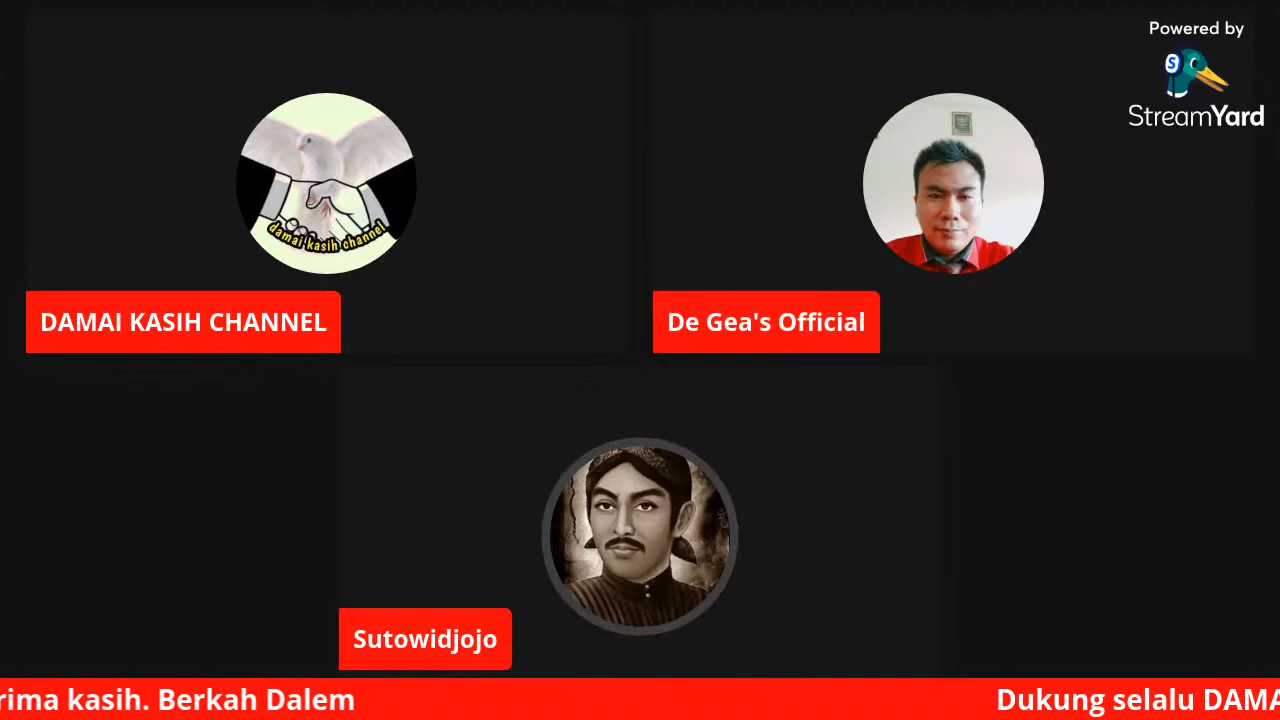 Powered by
S
StreamYard
damai kasih channel
DAMAI KASIH CHANNEL
De Gea's Official
Sutowidjojo
rima kasih. Berkah Dalem
Dukung selalu DAMA